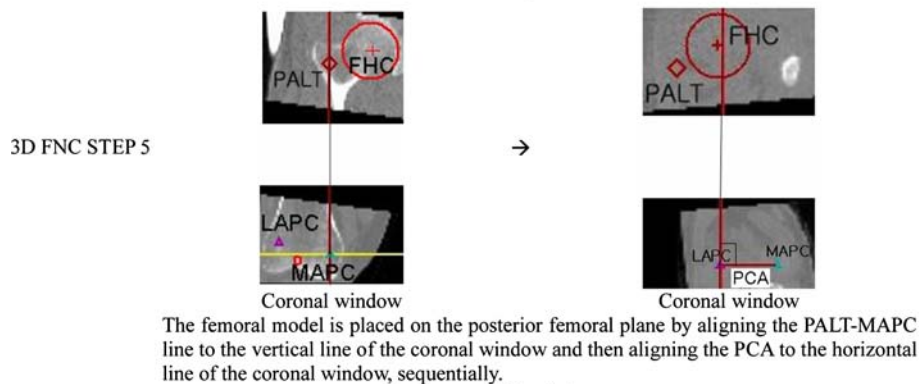 PALT
FHC
FHC
PALT
3D FNC STEP 5
→
LAPC
MAPC
LAPC
MAPC
PCA
Coronal window
Coronal window
The femoral model is placed on the posterior femoral plane by aligning the PALT-MAPC
line to the vertical line of the coronal window and then aligning the PCA to the horizontal
line of the coronal window, sequentially.